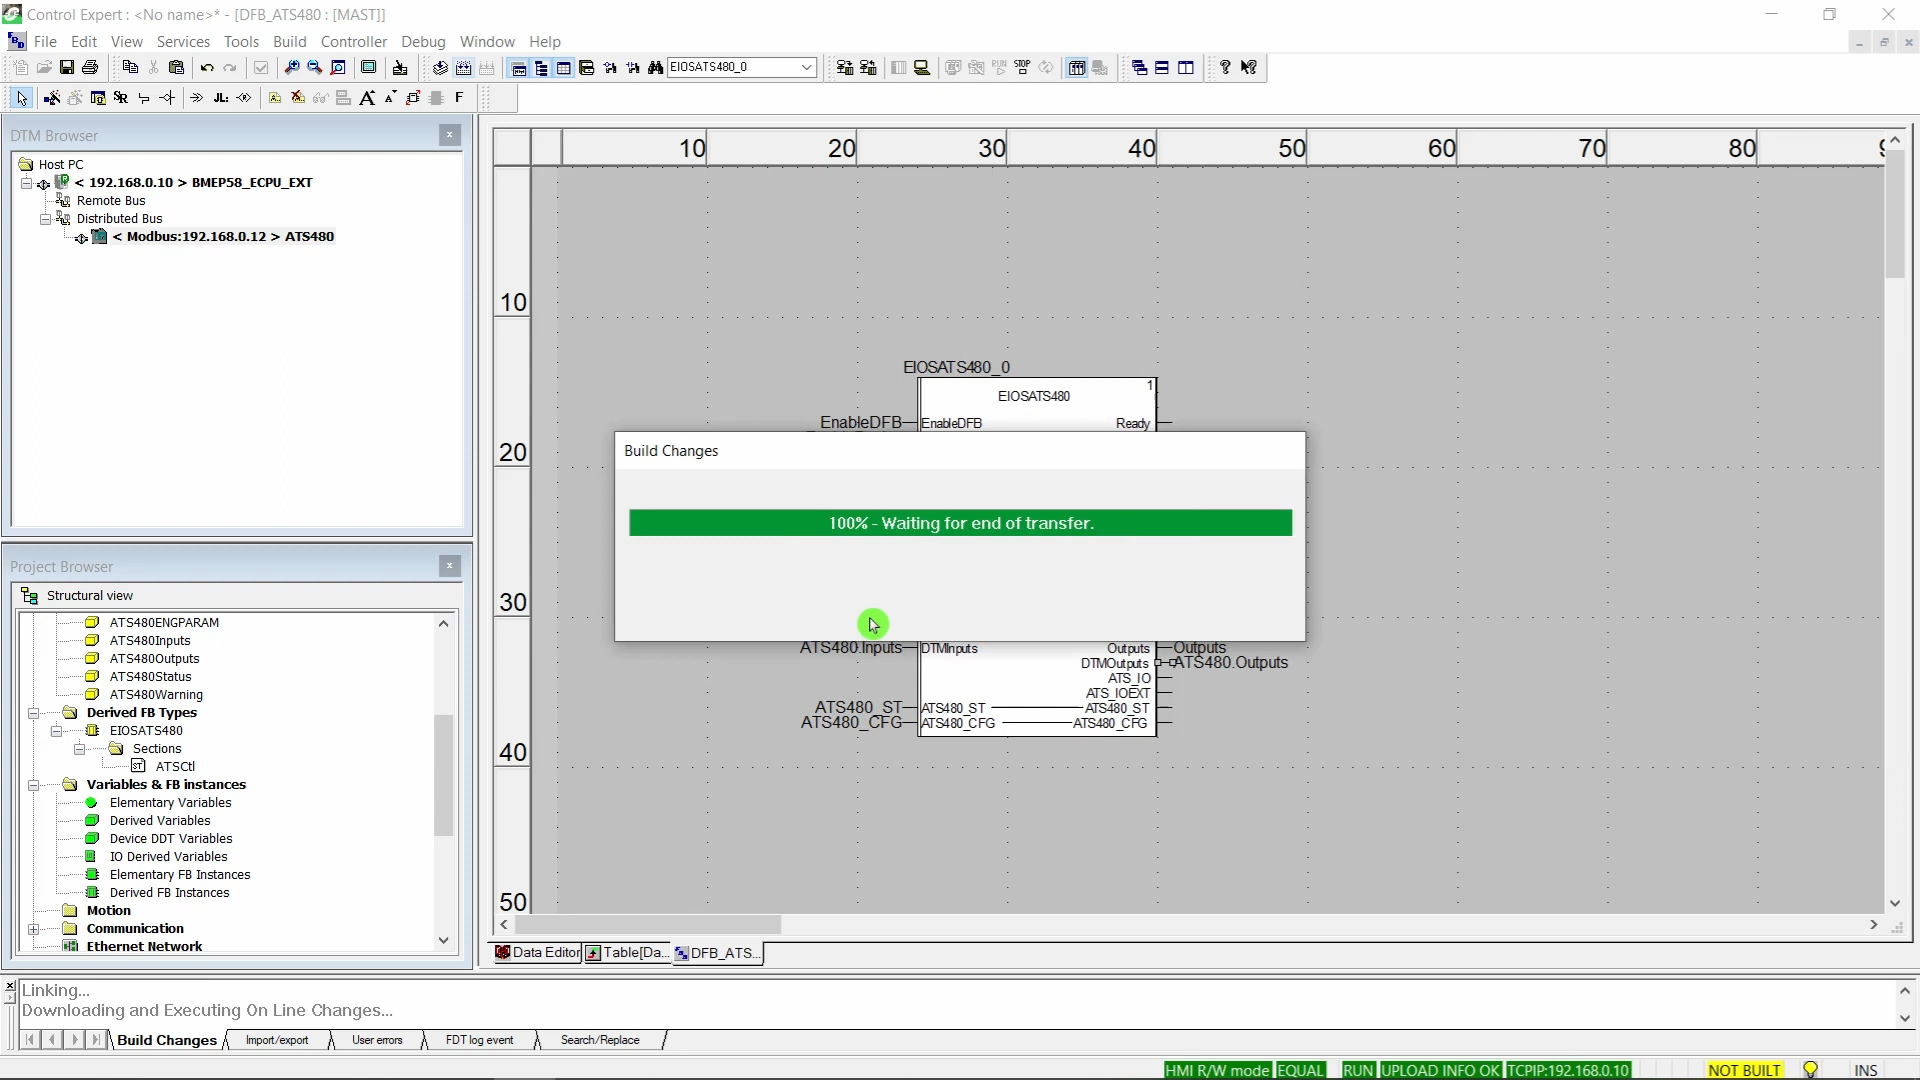 Control Expert : <No name>* - [DFB_ATS480 : [MAST]]
File Edit View Services Tools Build Controller Debug Window Help
EIOSATS480_0
DTM Browser
Host PC
< 192.168.0.10 > BMEP58_ECPU_EXT
Remote Bus
Distributed Bus
< Modbus:192.168.0.12 > ATS480
Project Browser
Structural view
ATS480ENGPARAM
ATS480Inputs
ATS480Outputs
ATS480Status
ATS480Warning
Derived FB Types
EIOSATS480
Sections
ATSCtl
Variables & FB instances
Elementary Variables
Derived Variables
Device DDT Variables
IO Derived Variables
Elementary FB Instances
Derived FB Instances
Motion
Communication
Ethernet Network
10 20 30 40 50 60 70 80
10
20
30
40
50
EIOSATS480_0
1
EIOSATS480
EnableDFB EnableDFB Ready
Build Changes
100% - Waiting for end of transfer.
ATS480.Inputs DTMInputs Outputs Outputs
DTMOutputs ATS480.Outputs
ATS_IO
ATS_IOEXT
ATS480_ST ATS480_ST ATS480_ST
ATS480_CFG ATS480_CFG ATS480_CFG
Data Editor Table[Da... DFB_ATS...
Linking...
Downloading and Executing On Line Changes...
Build Changes Import/export User errors FDT log event Search/Replace
HMI R/W mode EQUAL RUN UPLOAD INFO OK TCPIP:192.168.0.10 NOT BUILT INS